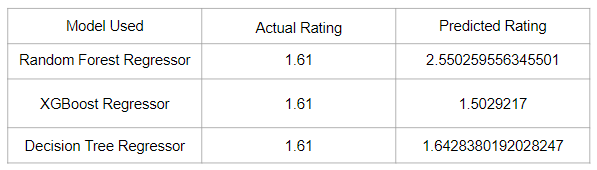 Model Used Actual Rating Predicted Rating
Random Forest Regressor 1.61 2.550259556345501
XGBoost Regressor 1.61 1.5029217
Decision Tree Regressor 1.61 1.6428380192028247